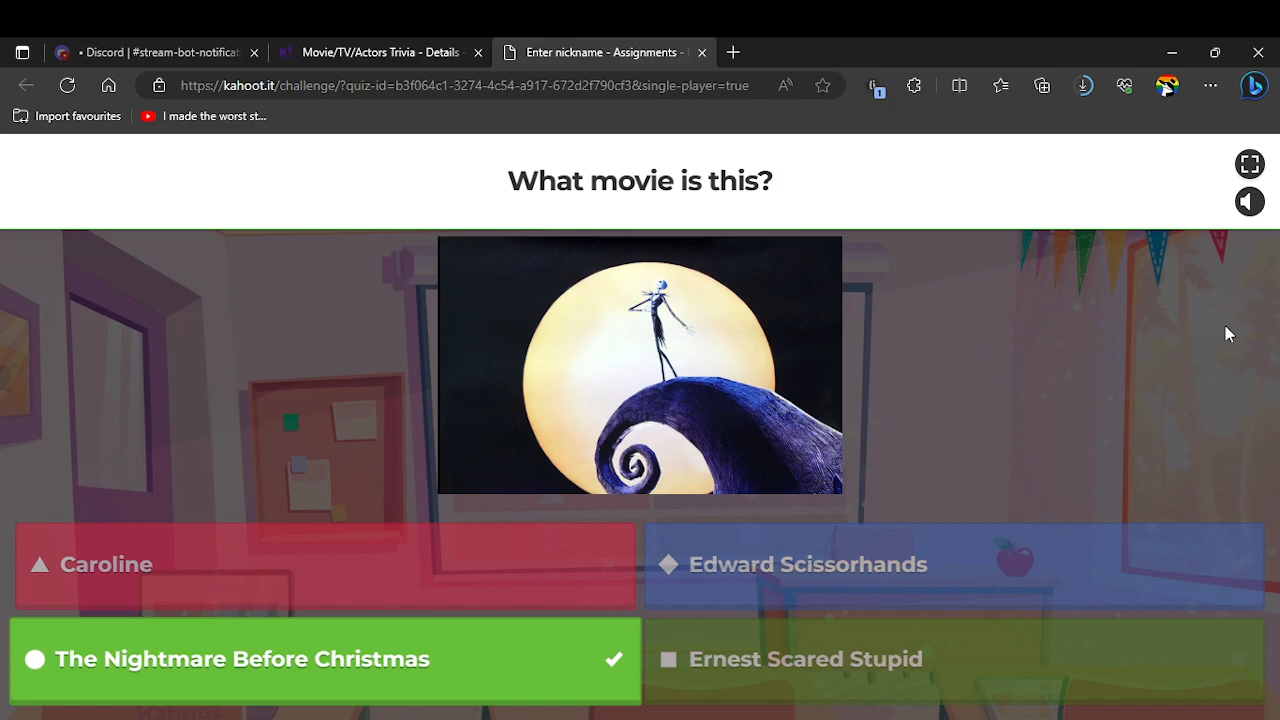 • Discord | #stream-bot-notificat
Movie/TV/Actors Trivia - Details -
Enter nickname - Assignments -
https://kahoot.it/challenge/?quiz-id=b3f064c1-3274-4c54-a917-672d2f790cf3&single-player=true
1
Import favourites
I made the worst st...
What movie is this?
Caroline
Edward Scissorhands
The Nightmare Before Christmas
Ernest Scared Stupid